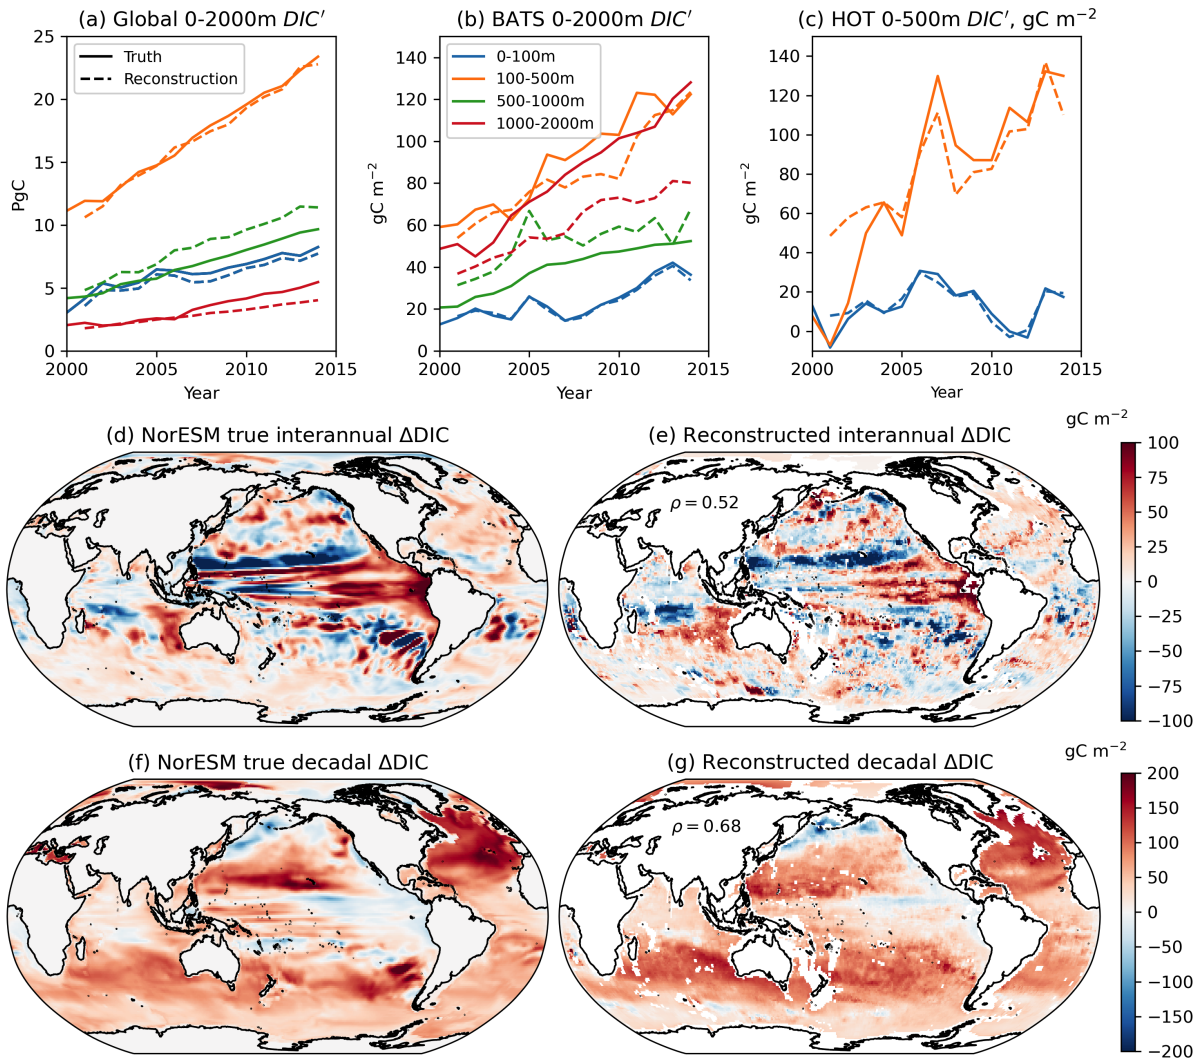 (a) Global 0-2000m DIC′
(b) BATS 0-2000m DIC′
(c) HOT 0-500m DIC′, gC m⁻²
25
20
15
10
5
0
PgC
Truth
Reconstruction
2000 2005 2010 2015
Year
140
120
100
80
60
40
20
0
gC m⁻²
0-100m
100-500m
500-1000m
1000-2000m
2000 2005 2010 2015
Year
140
120
100
80
60
40
20
0
gC m⁻²
2000 2005 2010 2015
Year
(d) NorESM true interannual ΔDIC
(e) Reconstructed interannual ΔDIC
ρ = 0.52
gC m⁻²
100
75
50
25
0
−25
−50
−75
−100
(f) NorESM true decadal ΔDIC
(g) Reconstructed decadal ΔDIC
ρ = 0.68
gC m⁻²
200
150
100
50
0
−50
−100
−150
−200